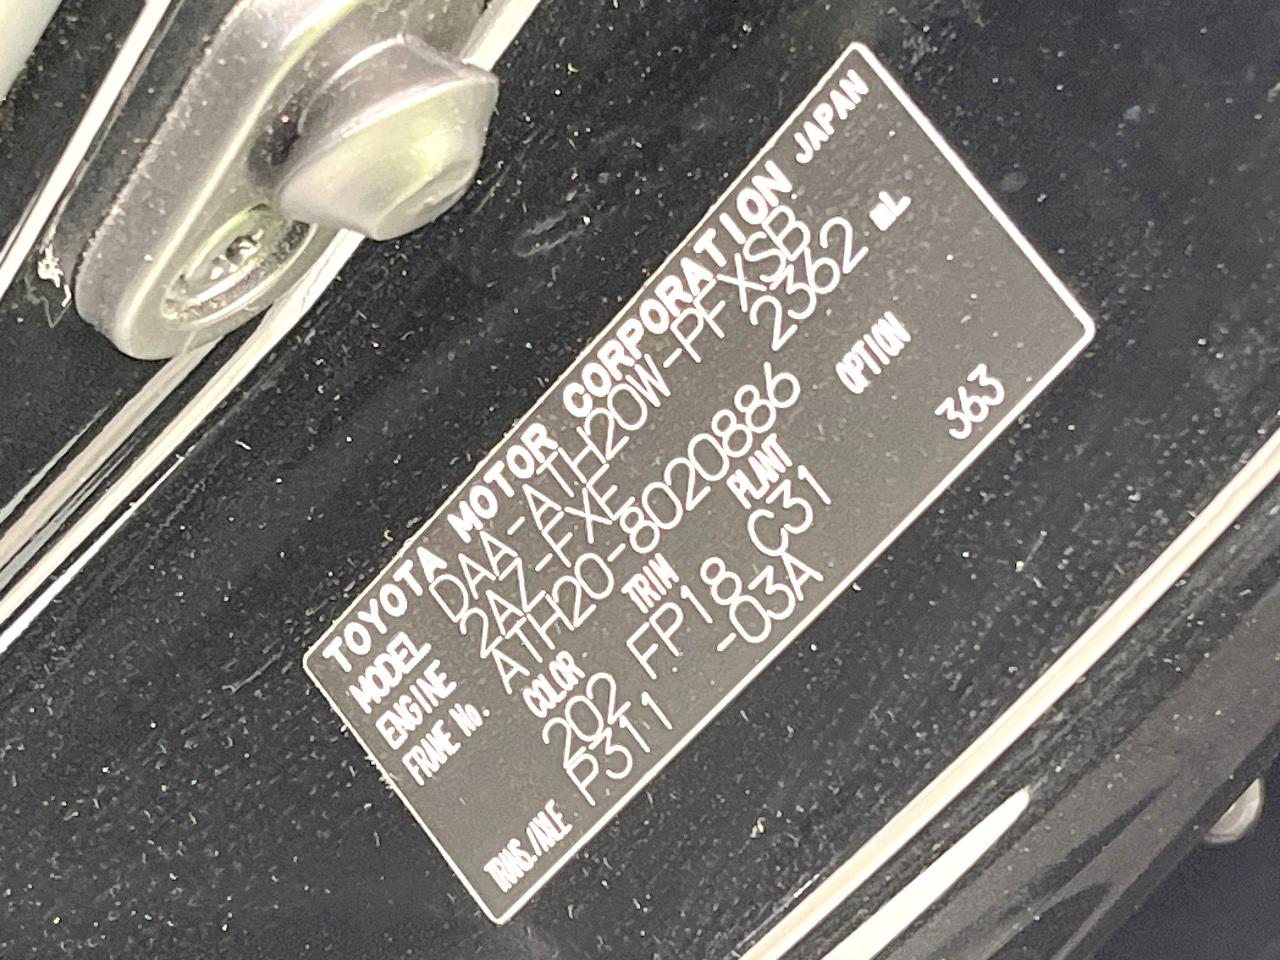 TOYOTA MOTOR CORPORATION JAPAN
MODEL DAA-ATH20W-PFXSB
ENGINE 2AZ-FXE 2362 mL
FRAME No. ATH20-8020886
COLOR TRIM PLANT OPTION
202 FP18 C31 363
TRANS./AXLE P311 -03A